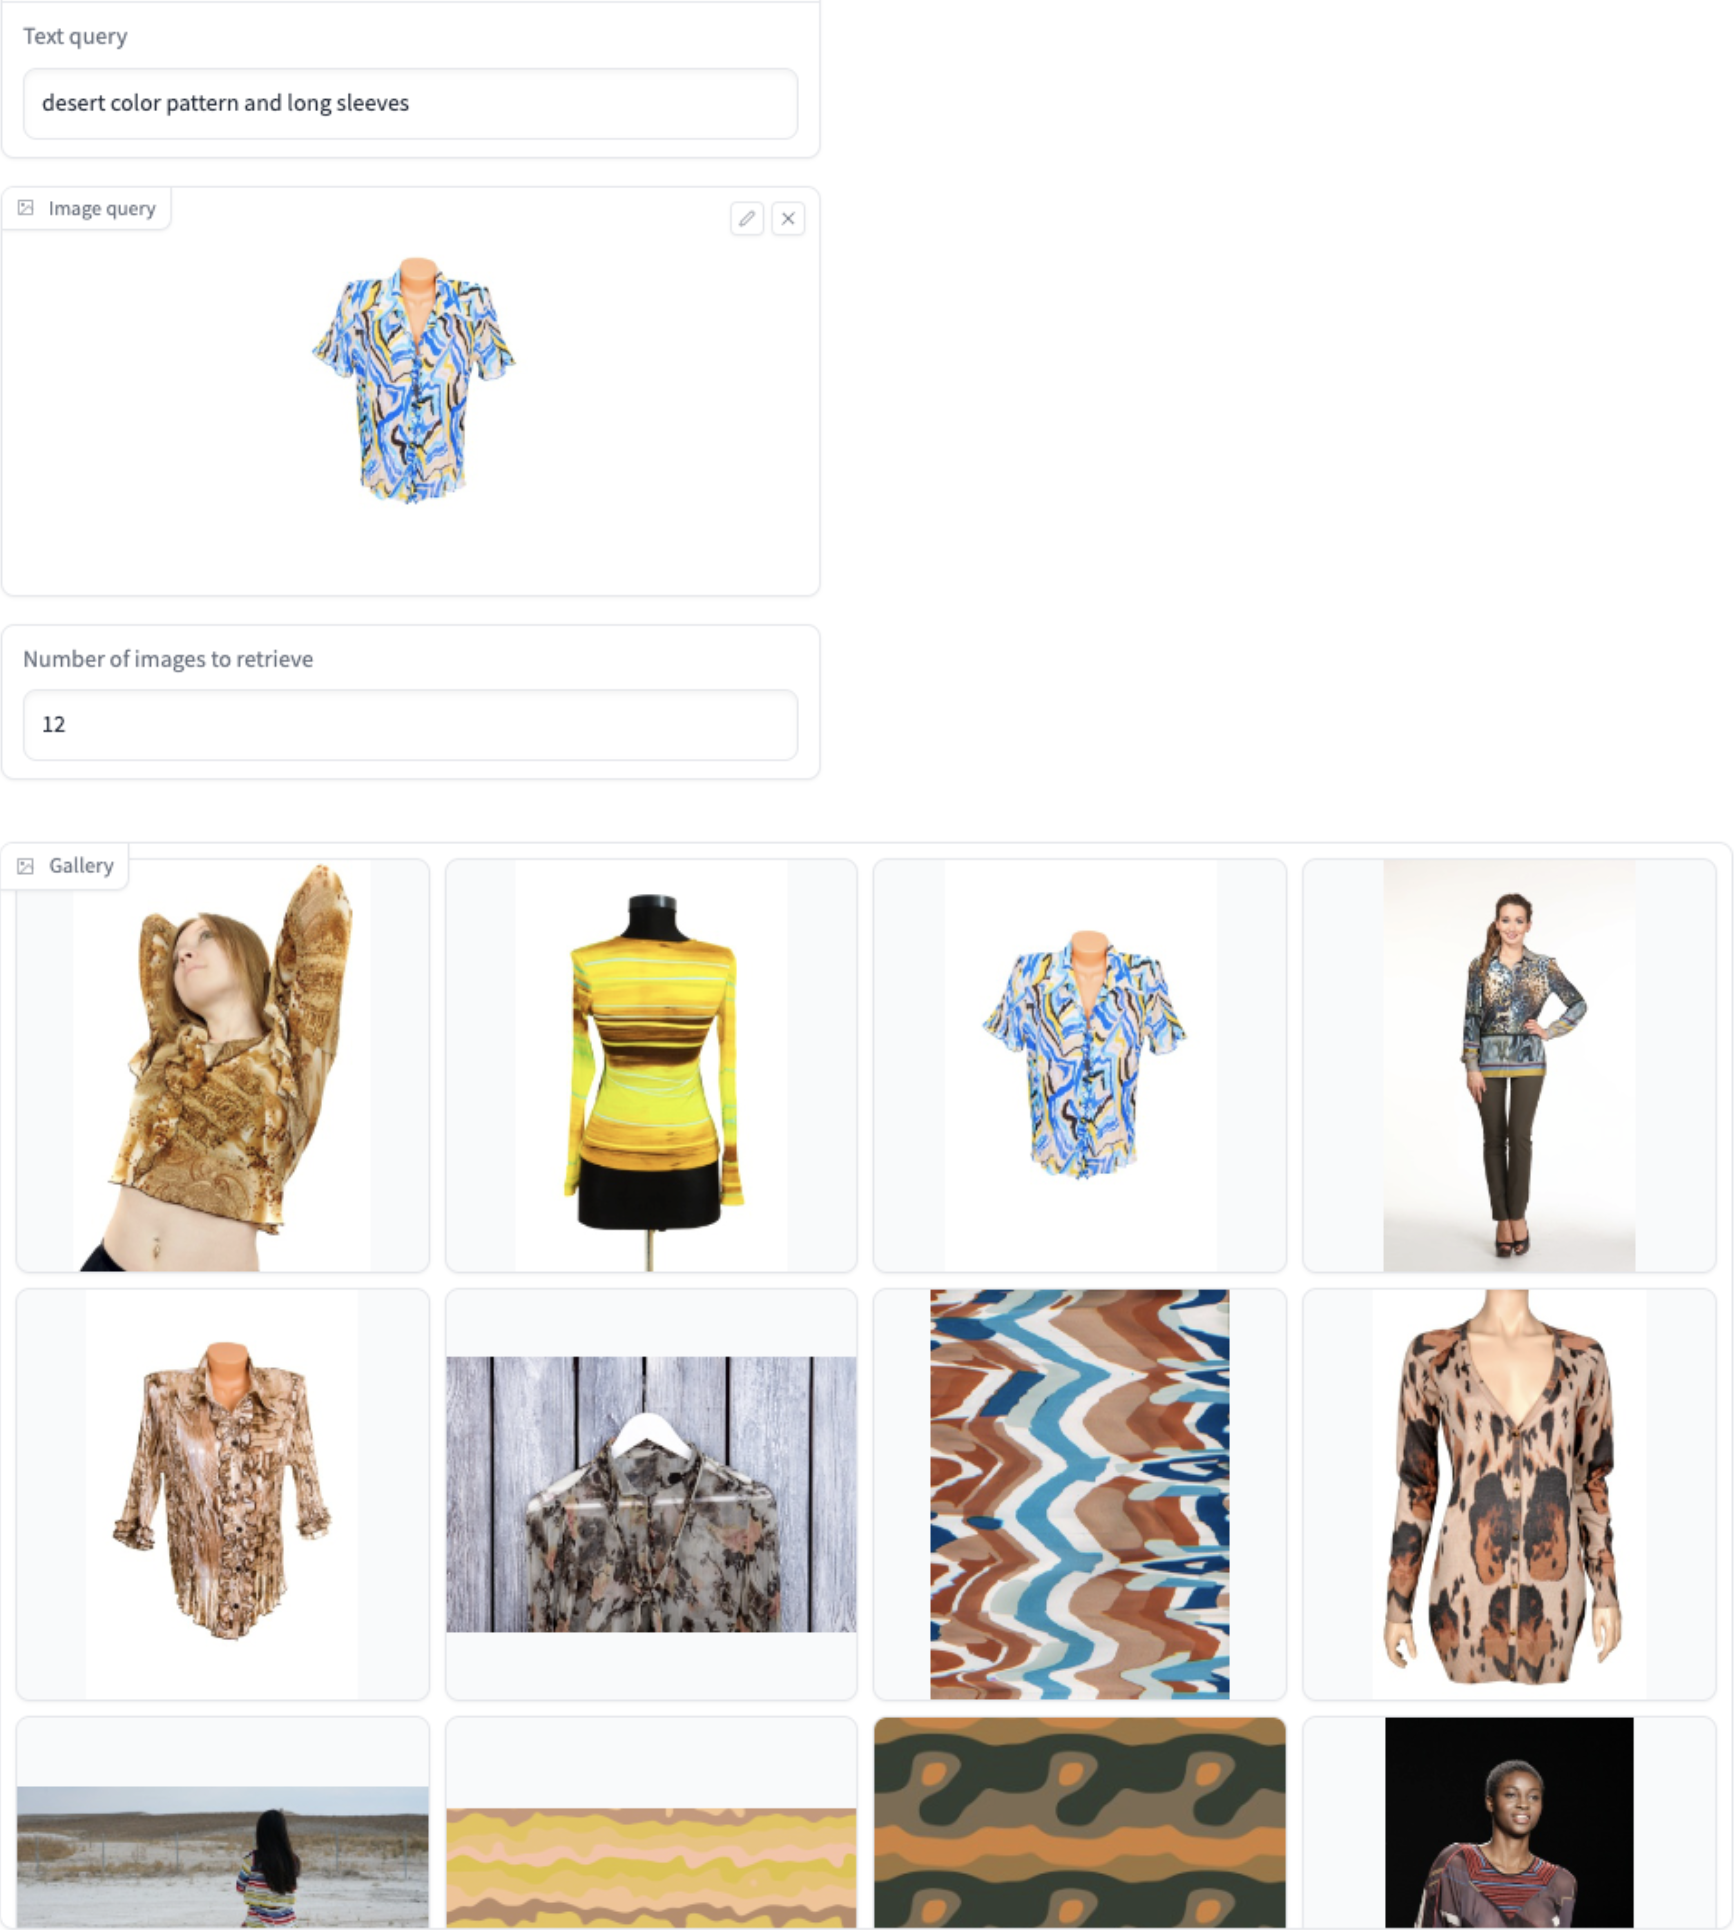 Text query
desert color pattern and long sleeves
Image query
Number of images to retrieve
12
Gallery